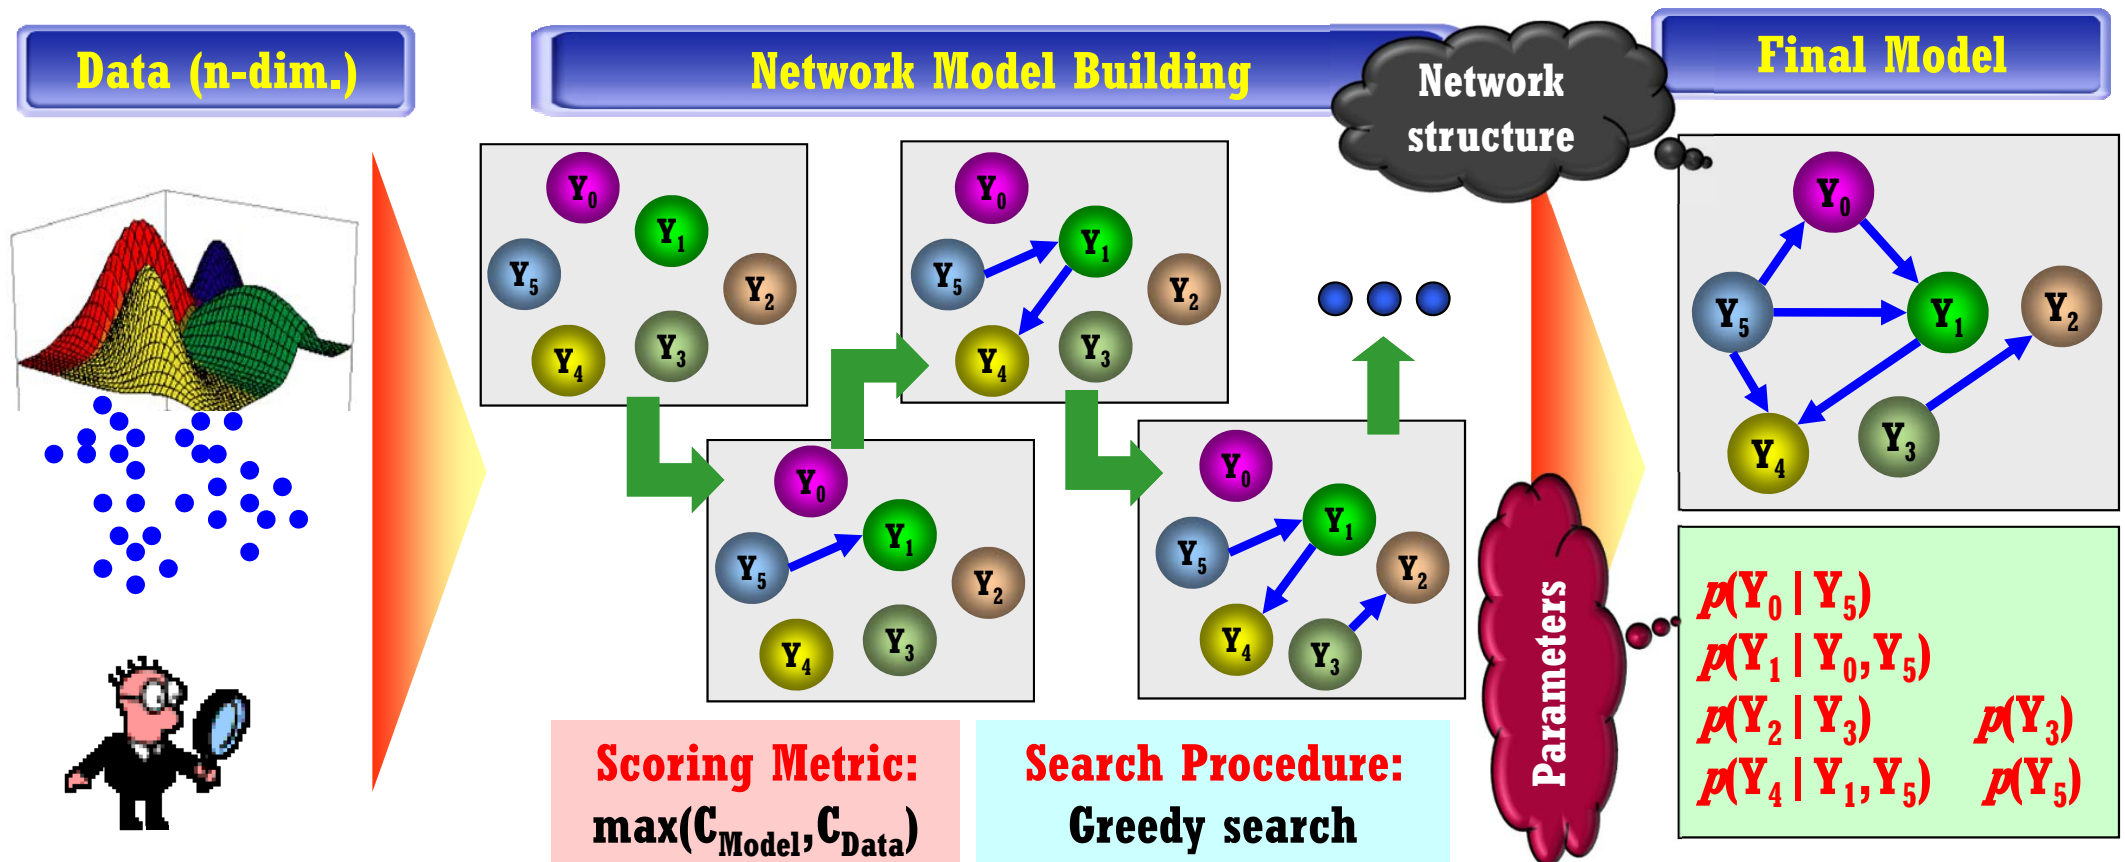 Data (n-dim.)
Network Model Building
Network
structure
Final Model
Y0
Y1
Y5
Y2
Y4
Y3
Y0
Y1
Y5
Y2
Y4
Y3
Y0
Y1
Y5
Y2
Y4
Y3
Y0
Y1
Y5
Y2
Y4
Y3
Y0
Y5
Y1
Y2
Y4
Y3
Scoring Metric:
max(CModel,CData)
Search Procedure:
Greedy search
Parameters
p(Y0 | Y5)
p(Y1 | Y0,Y5)
p(Y2 | Y3) p(Y3)
p(Y4 | Y1,Y5) p(Y5)